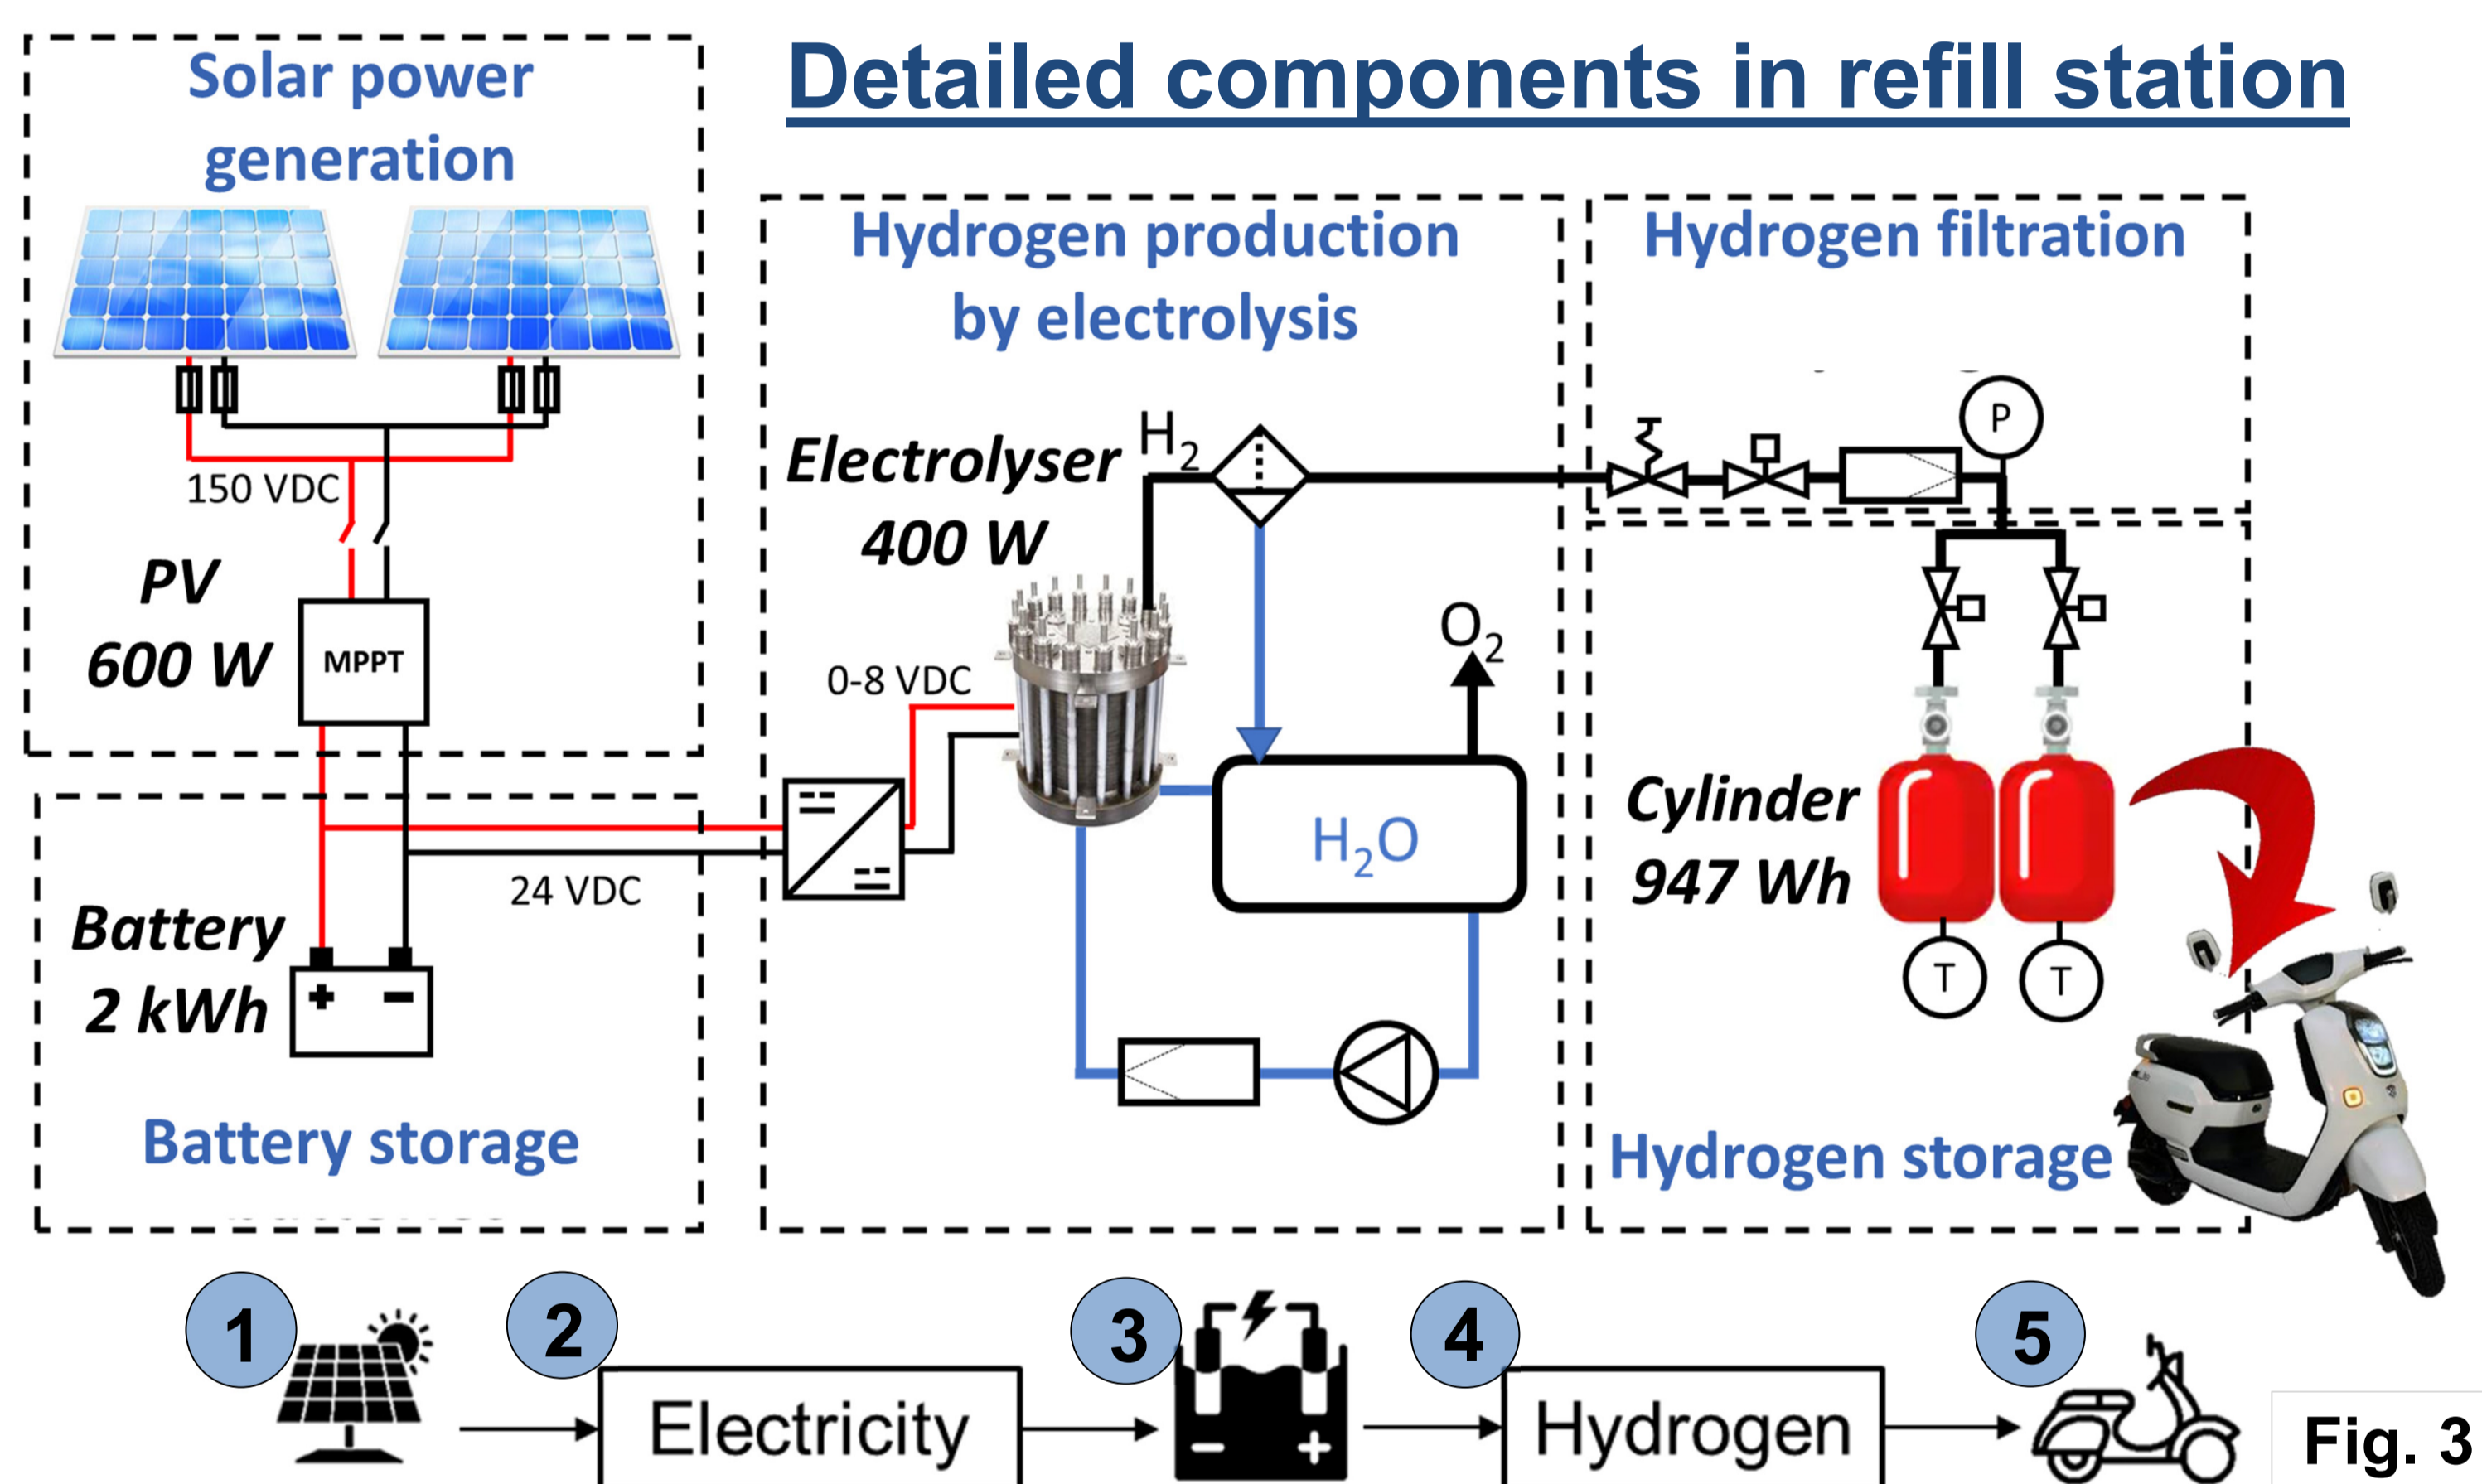 Detailed components in refill station
Solar power
generation
150 VDC
PV
600 W
MPPT
Battery
2 kWh
+ −
24 VDC
Battery storage
Hydrogen production
by electrolysis
Electrolyser
400 W
H2
0-8 VDC
O2
H2O
Hydrogen filtration
P
Cylinder
947 Wh
T
T
Hydrogen storage
1
2
Electricity
3
− +
4
Hydrogen
5
Fig. 3